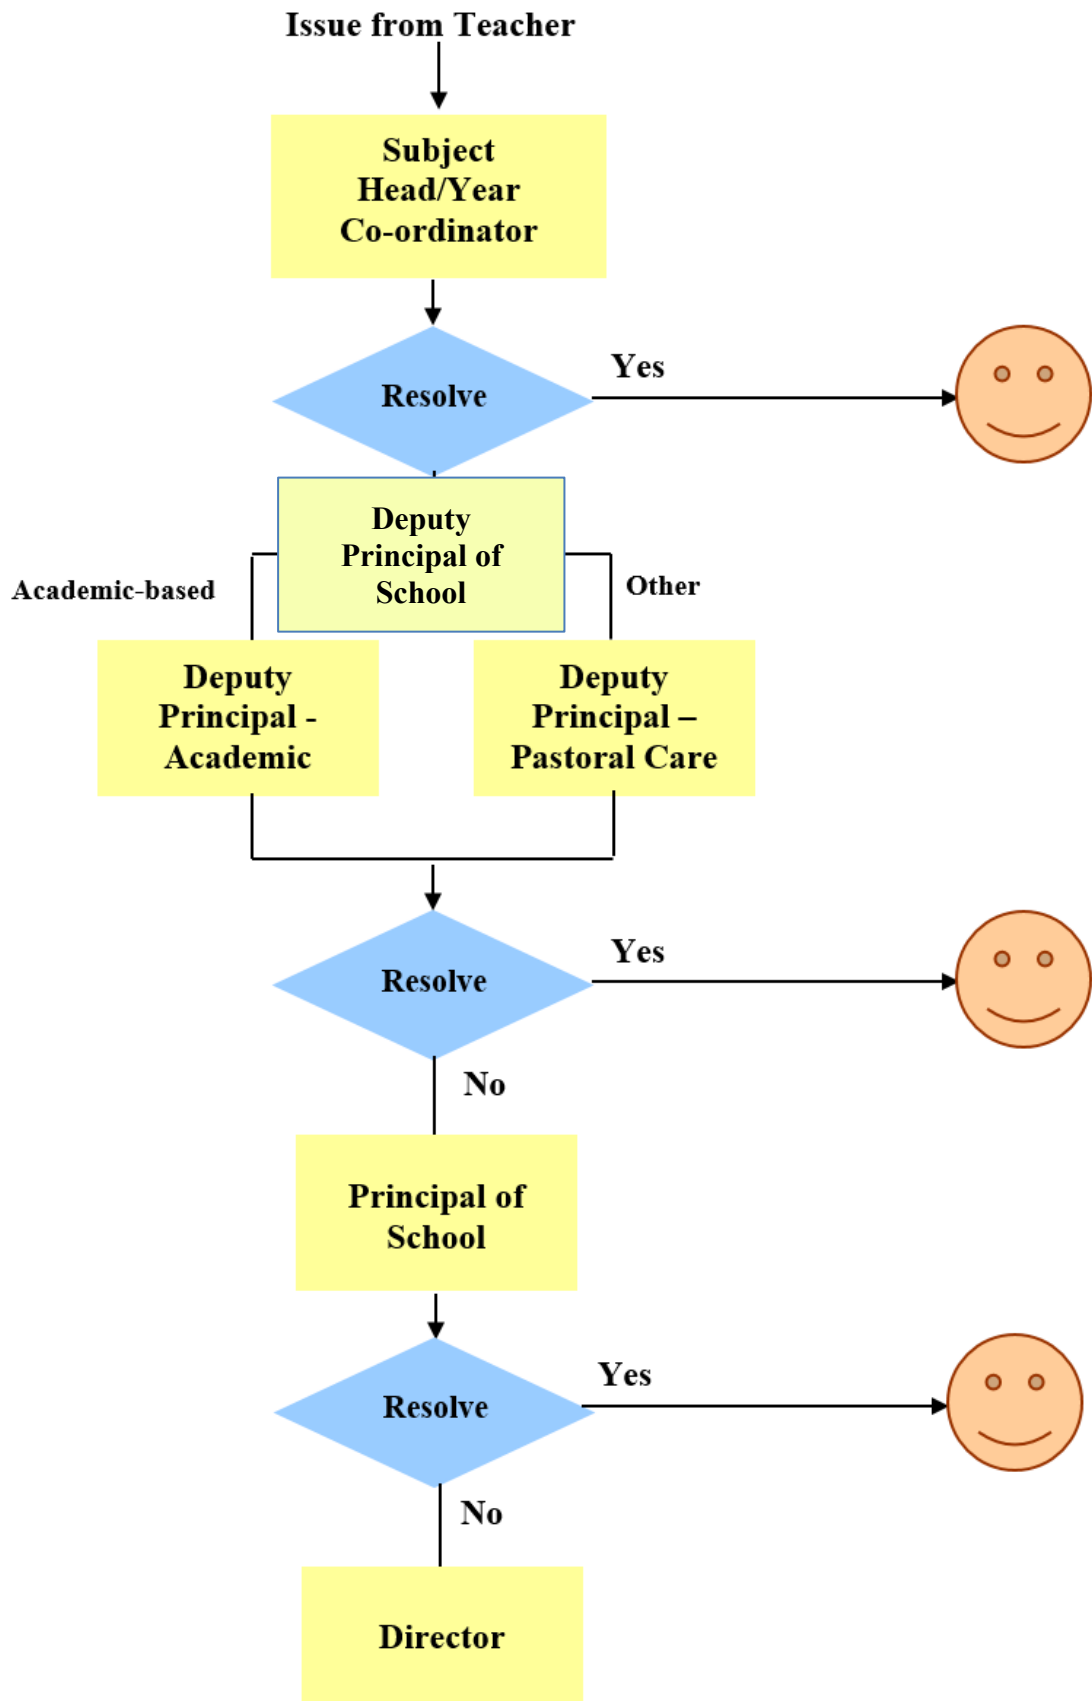 Issue from Teacher
Subject
Head/Year
Co-ordinator
Resolve
Yes
Deputy
Principal of
School
Academic-based
Other
Deputy
Principal -
Academic
Deputy
Principal –
Pastoral Care
Resolve
Yes
No
Principal of
School
Resolve
Yes
No
Director